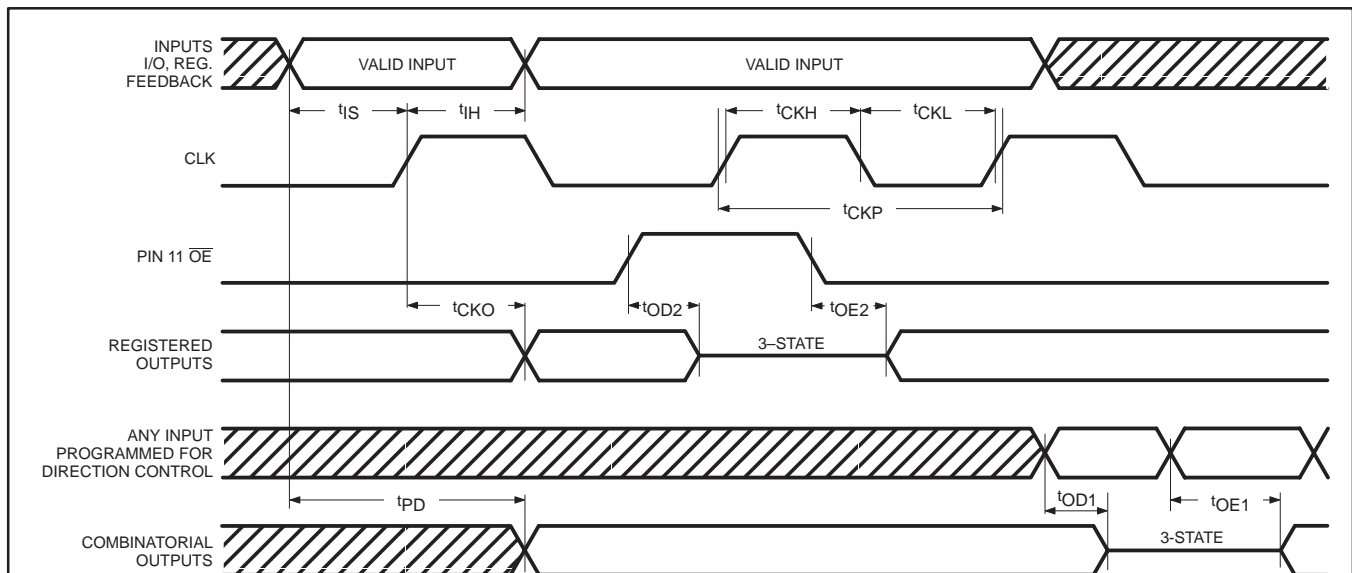 INPUTS
I/O, REG.
FEEDBACK
VALID INPUT
VALID INPUT
tIS
tIH
tCKH
tCKL
CLK
tCKP
PIN 11 OE
tCKO
tOD2
tOE2
REGISTERED
OUTPUTS
3–STATE
ANY INPUT
PROGRAMMED FOR
DIRECTION CONTROL
tPD
tOD1
tOE1
COMBINATORIAL
OUTPUTS
3-STATE